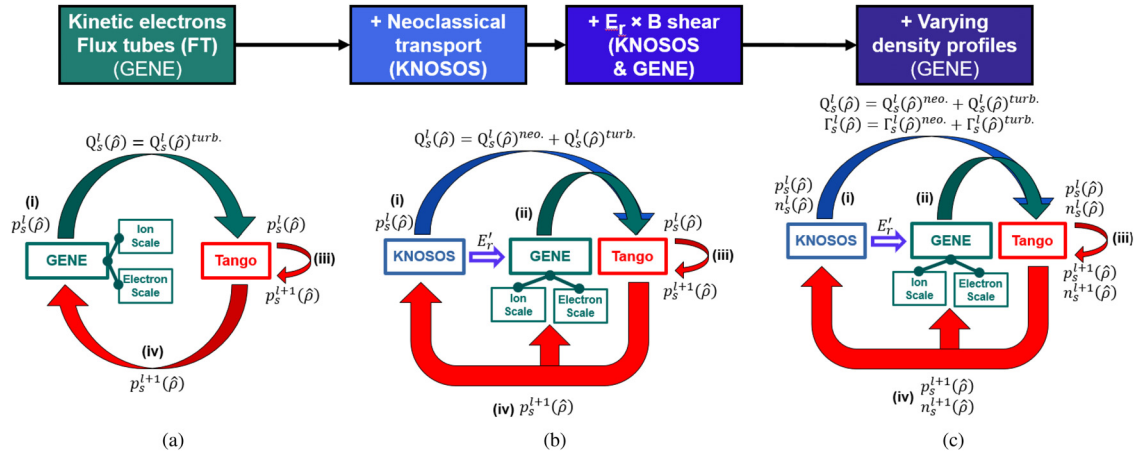 Kinetic electrons
Flux tubes (FT)
(GENE)
+ Neoclassical
transport
(KNOSOS)
+ E_r × B shear
(KNOSOS
& GENE)
+ Varying
density profiles
(GENE)
Q_s^l(ρ̂) = Q_s^l(ρ̂)^{turb.}
(i)
p_s^l(ρ̂)
GENE
Ion
Scale
Electron
Scale
p_s^l(ρ̂)
Tango
(iii)
p_s^{l+1}(ρ̂)
(iv)
p_s^{l+1}(ρ̂)
(a)
Q_s^l(ρ̂) = Q_s^l(ρ̂)^{neo.} + Q_s^l(ρ̂)^{turb.}
(i)
p_s^l(ρ̂)
(ii)
KNOSOS
E_r′
GENE
Ion
Scale
Electron
Scale
p_s^l(ρ̂)
Tango
(iii)
p_s^{l+1}(ρ̂)
(iv) p_s^{l+1}(ρ̂)
(b)
Q_s^l(ρ̂) = Q_s^l(ρ̂)^{neo.} + Q_s^l(ρ̂)^{turb.}
Γ_s^l(ρ̂) = Γ_s^l(ρ̂)^{neo.} + Γ_s^l(ρ̂)^{turb.}
p_s^l(ρ̂)
n_s^l(ρ̂)
(i)
(ii)
KNOSOS
E_r′
GENE
Ion
Scale
Electron
Scale
p_s^l(ρ̂)
n_s^l(ρ̂)
Tango
(iii)
p_s^{l+1}(ρ̂)
n_s^{l+1}(ρ̂)
(iv) p_s^{l+1}(ρ̂)
n_s^{l+1}(ρ̂)
(c)